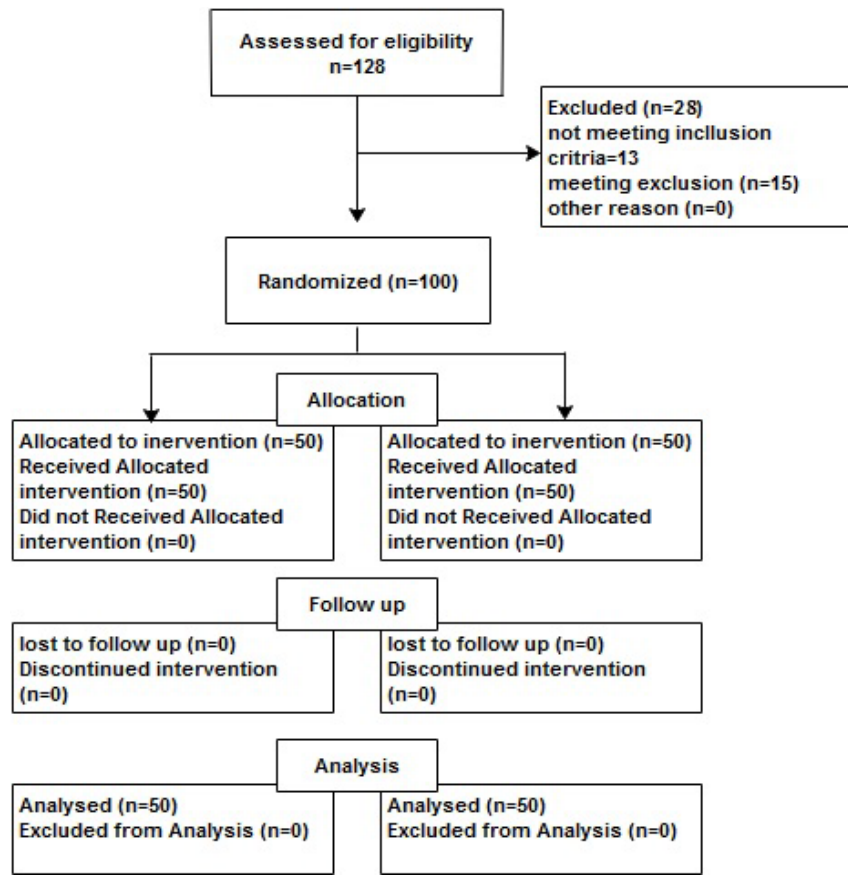 Assessed for eligibility
n=128
Excluded (n=28)
not meeting incllusion
critria=13
meeting exclusion (n=15)
other reason (n=0)
Randomized (n=100)
Allocation
Allocated to inervention (n=50)
Received Allocated
intervention (n=50)
Did not Received Allocated
intervention (n=0)
Allocated to inervention (n=50)
Received Allocated
intervention (n=50)
Did not Received Allocated
intervention (n=0)
Follow up
lost to follow up (n=0)
Discontinued intervention
(n=0)
lost to follow up (n=0)
Discontinued intervention
(n=0)
Analysis
Analysed (n=50)
Excluded from Analysis (n=0)
Analysed (n=50)
Excluded from Analysis (n=0)